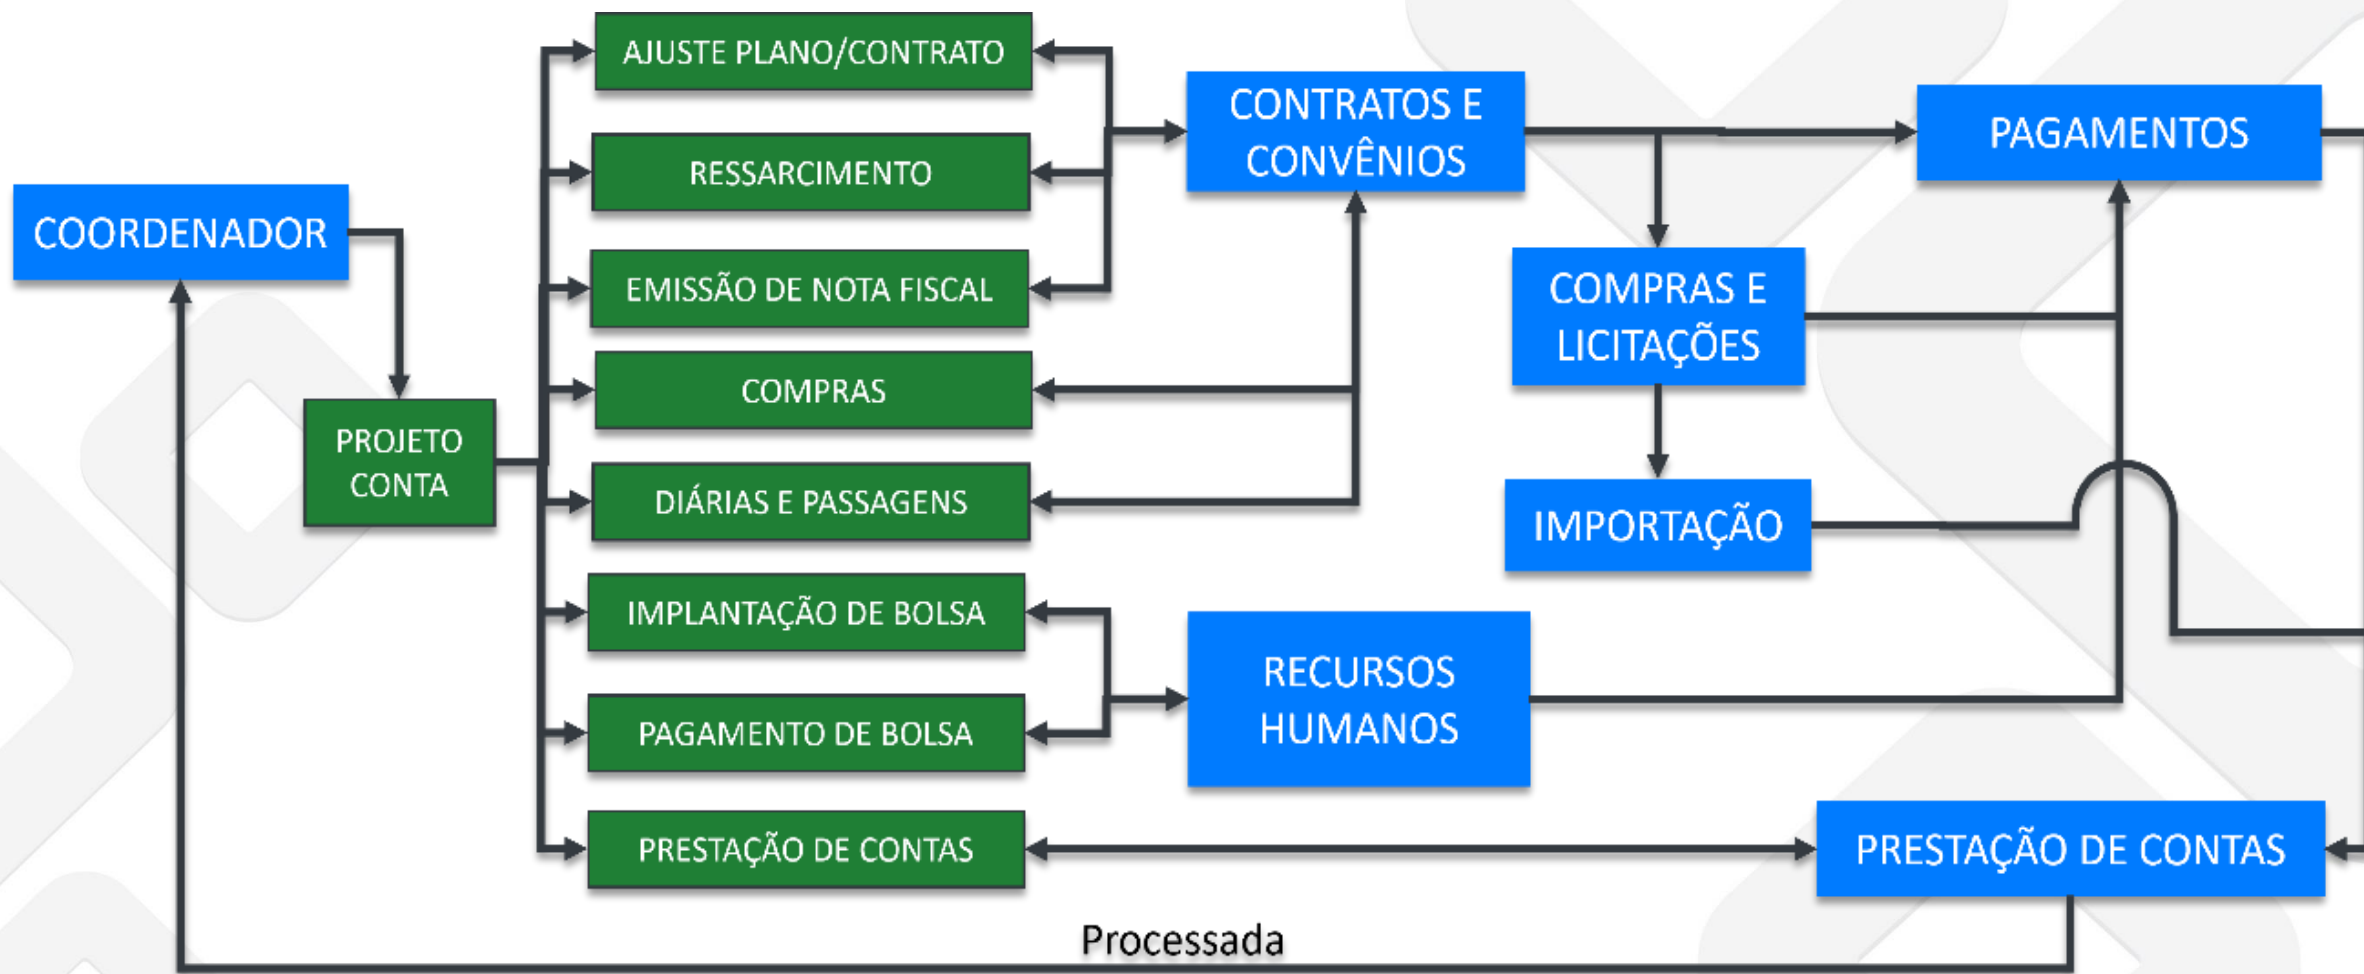 COORDENADOR
PROJETO
CONTA
AJUSTE PLANO/CONTRATO
RESSARCIMENTO
EMISSÃO DE NOTA FISCAL
COMPRAS
DIÁRIAS E PASSAGENS
IMPLANTAÇÃO DE BOLSA
PAGAMENTO DE BOLSA
PRESTAÇÃO DE CONTAS
CONTRATOS E
CONVÊNIOS
RECURSOS
HUMANOS
COMPRAS E
LICITAÇÕES
IMPORTAÇÃO
PAGAMENTOS
PRESTAÇÃO DE CONTAS
Processada